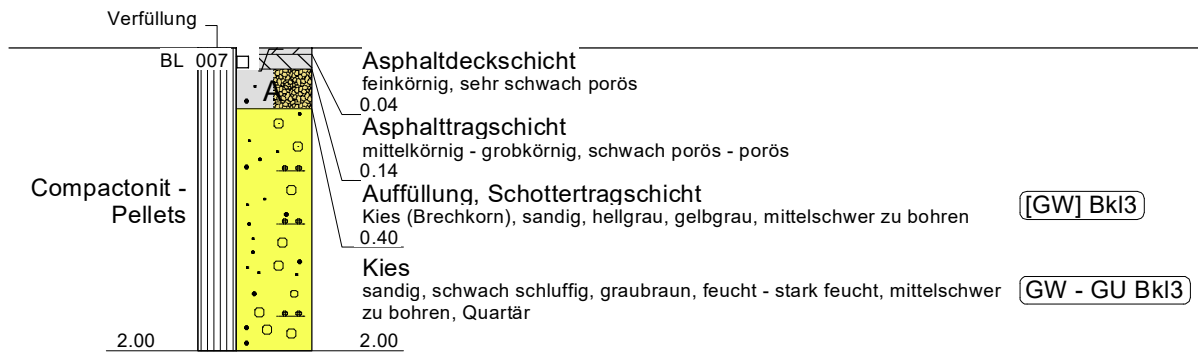 Verfüllung
BL 007
A
Compactonit -
Pellets
2.00
Asphaltdeckschicht
feinkörnig, sehr schwach porös
0.04
Asphalttragschicht
mittelkörnig - grobkörnig, schwach porös - porös
0.14
Auffüllung, Schottertragschicht
Kies (Brechkorn), sandig, hellgrau, gelbgrau, mittelschwer zu bohren
0.40
[GW] Bkl3
Kies
sandig, schwach schluffig, graubraun, feucht - stark feucht, mittelschwer
zu bohren, Quartär
2.00
GW - GU Bkl3